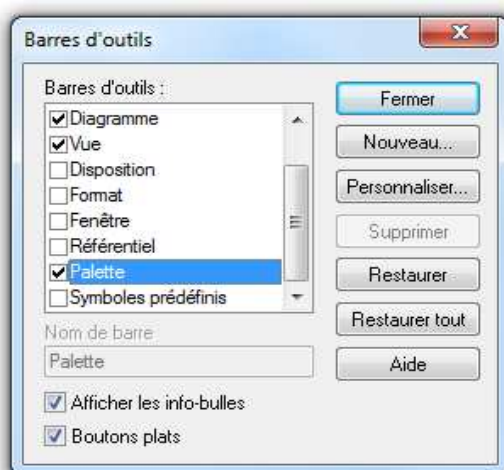 Barres d'outils
Barres d'outils :
Diagramme
Vue
Disposition
Format
Fenêtre
Référentiel
Palette
Symboles prédéfinis
Nom de barre
Palette
Afficher les info-bulles
Boutons plats
Fermer
Nouveau...
Personnaliser...
Supprimer
Restaurer
Restaurer tout
Aide